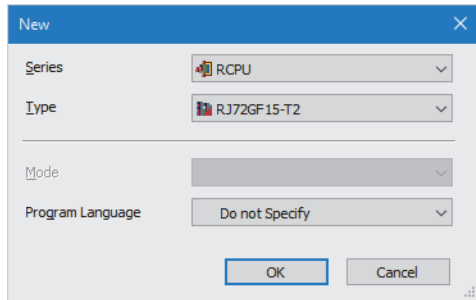 New
Series RCPU
Type RJ72GF15-T2
Mode
Program Language Do not Specify
OK Cancel